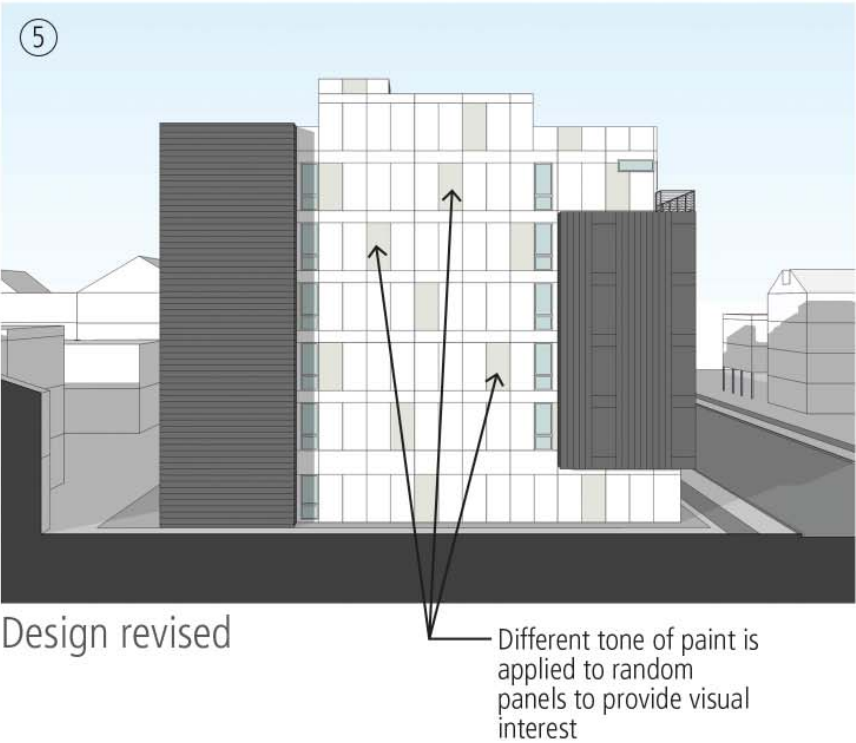 5
Design revised
Different tone of paint is
applied to random
panels to provide visual
interest